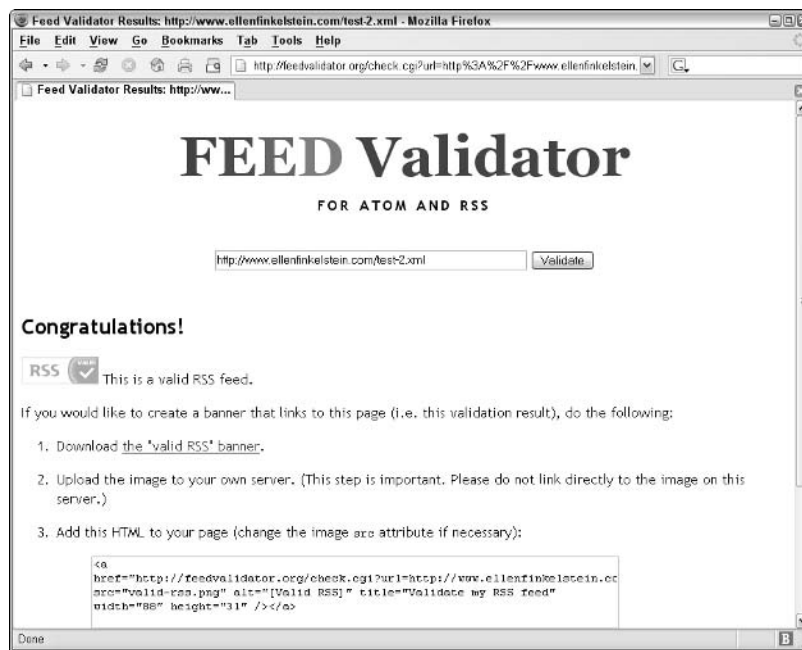 Feed Validator Results: http://www.ellenfinkelstein.com/test-2.xml - Mozilla Firefox
File Edit View Go Bookmarks Tab Tools Help
http://feedvalidator.org/check.cgi?url=http%3A%2F%2Fwww.ellenfinkelstein.
G
Feed Validator Results: http://ww...
FEED Validator
FOR ATOM AND RSS
http://www.ellenfinkelstein.com/test-2.xml Validate
Congratulations!
RSS VALID This is a valid RSS feed.
If you would like to create a banner that links to this page (i.e. this validation result), do the following:
1. Download the "valid RSS" banner.
2. Upload the image to your own server. (This step is important. Please do not link directly to the image on this
server.)
3. Add this HTML to your page (change the image src attribute if necessary):
<a
href="http://feedvalidator.org/check.cgi?url=http://www.ellenfinkelstein.cc
src="valid-rss.png" alt="[Valid RSS]" title="Validate my RSS feed"
width="88" height="31" /></a>
Done
B